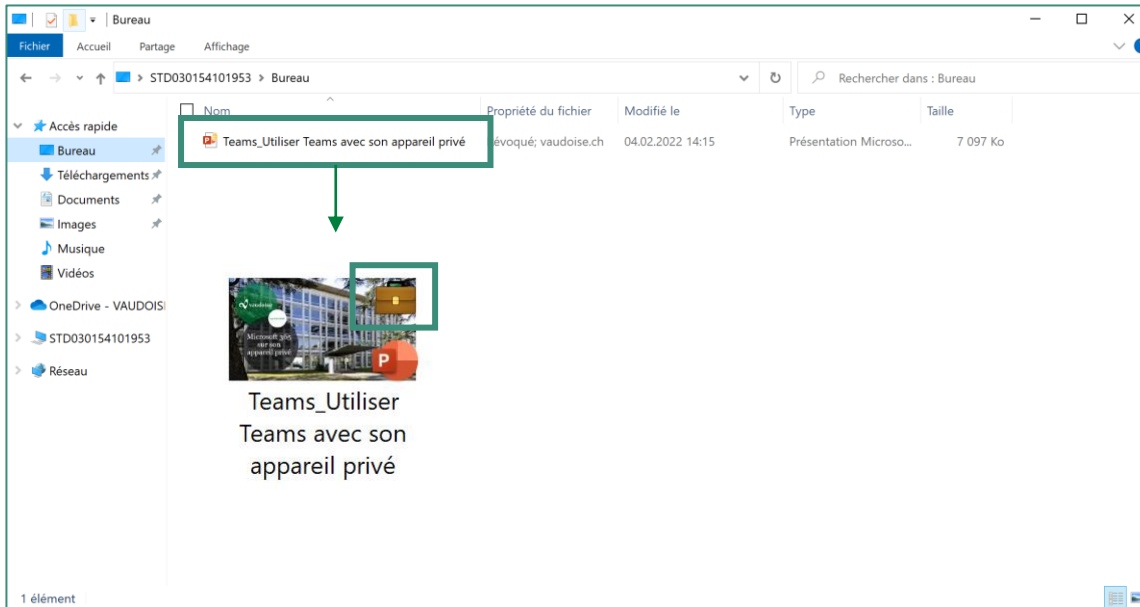 Bureau
Fichier Accueil Partage Affichage
STD030154101953 > Bureau
Rechercher dans : Bureau
Nom Propriété du fichier Modifié le Type Taille
Accès rapide
Teams_Utiliser Teams avec son appareil privé évoqué; vaudoise.ch 04.02.2022 14:15 Présentation Microso... 7 097 Ko
Bureau
Téléchargements
Documents
Images
Musique
Vidéos
OneDrive - VAUDOIS
STD030154101953
Réseau
vaudoise
Microsoft 365
sur son
appareil privé
P
Teams_Utiliser
Teams avec son
appareil privé
1 élément